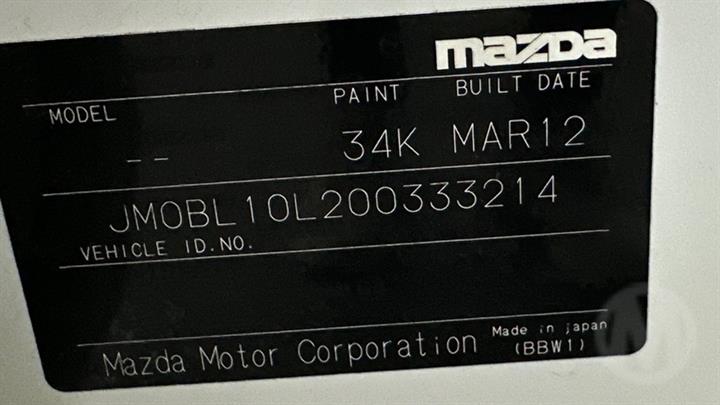 mazda
MODEL PAINT BUILT DATE
-- 34K MAR12
JM0BL10L200333214
VEHICLE ID.NO.
Mazda Motor Corporation Made in japan
(BBW1)